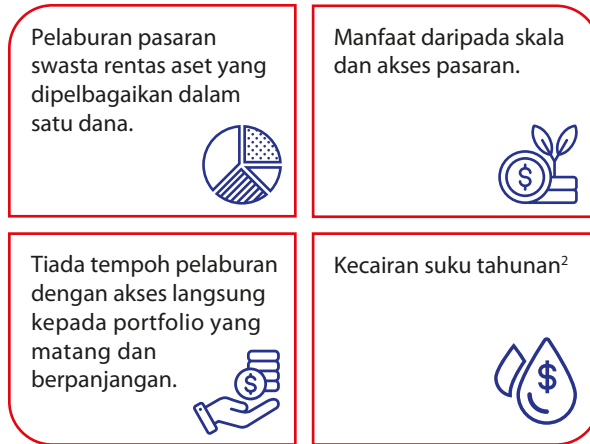 Pelaburan pasaran
swasta rentas aset yang
dipelbagaikan dalam
satu dana.
Manfaat daripada skala
dan akses pasaran.
$
Tiada tempoh pelaburan
dengan akses langsung
kepada portfolio yang
matang dan
berpanjangan.
$
Kecairan suku tahunan²
$